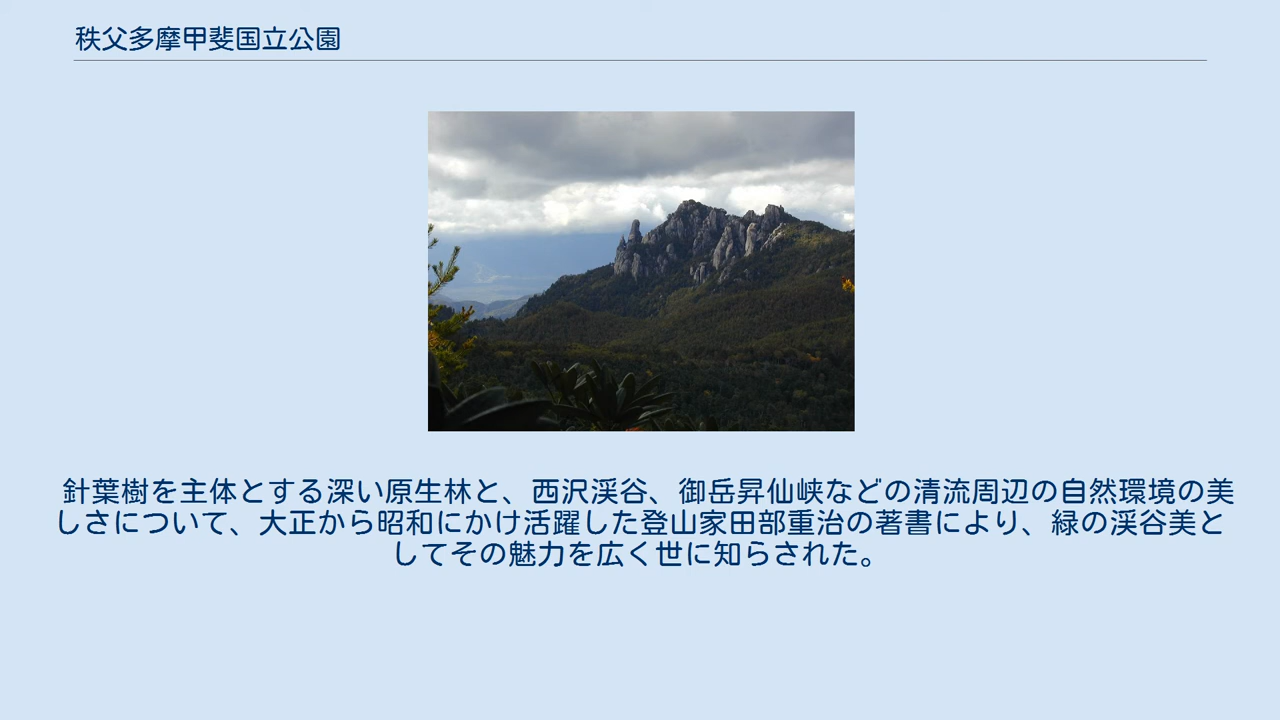 秩父多摩甲斐国立公園
針葉樹を主体とする深い原生林と、西沢渓谷、御岳昇仙峡などの清流周辺の自然環境の美
しさについて、大正から昭和にかけ活躍した登山家田部重治の著書により、緑の渓谷美と
してその魅力を広く世に知らされた。